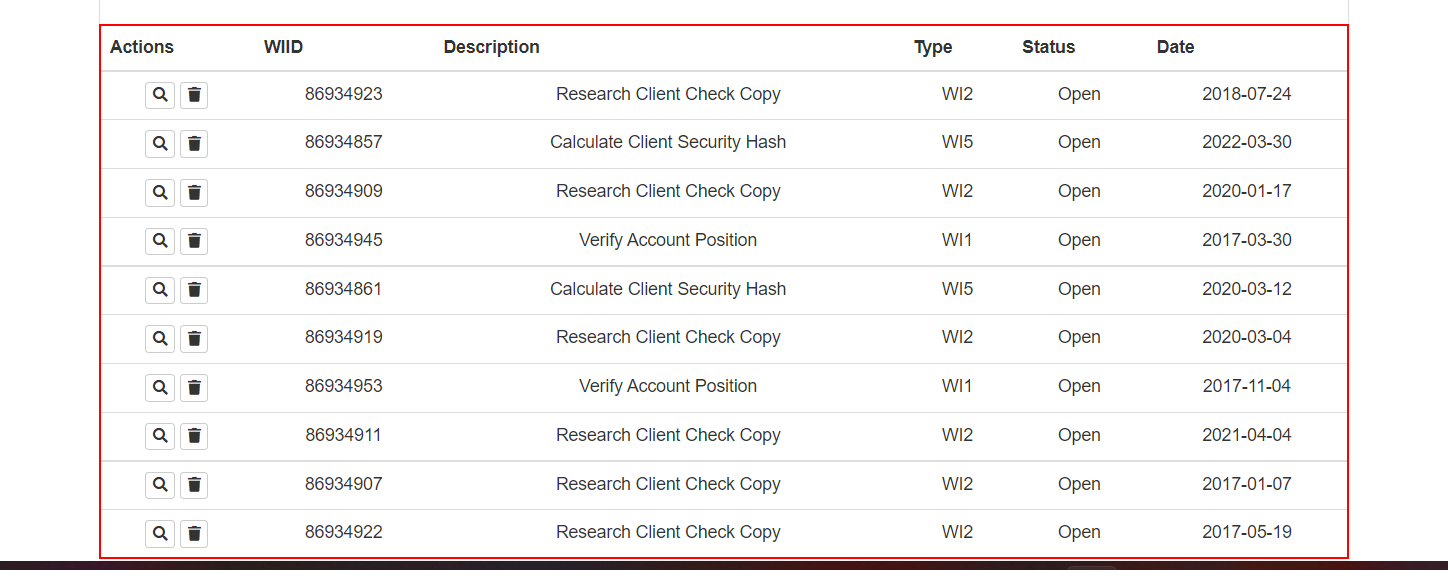 Actions WIID Description Type Status Date
86934923 Research Client Check Copy WI2 Open 2018-07-24
86934857 Calculate Client Security Hash WI5 Open 2022-03-30
86934909 Research Client Check Copy WI2 Open 2020-01-17
86934945 Verify Account Position WI1 Open 2017-03-30
86934861 Calculate Client Security Hash WI5 Open 2020-03-12
86934919 Research Client Check Copy WI2 Open 2020-03-04
86934953 Verify Account Position WI1 Open 2017-11-04
86934911 Research Client Check Copy WI2 Open 2021-04-04
86934907 Research Client Check Copy WI2 Open 2017-01-07
86934922 Research Client Check Copy WI2 Open 2017-05-19